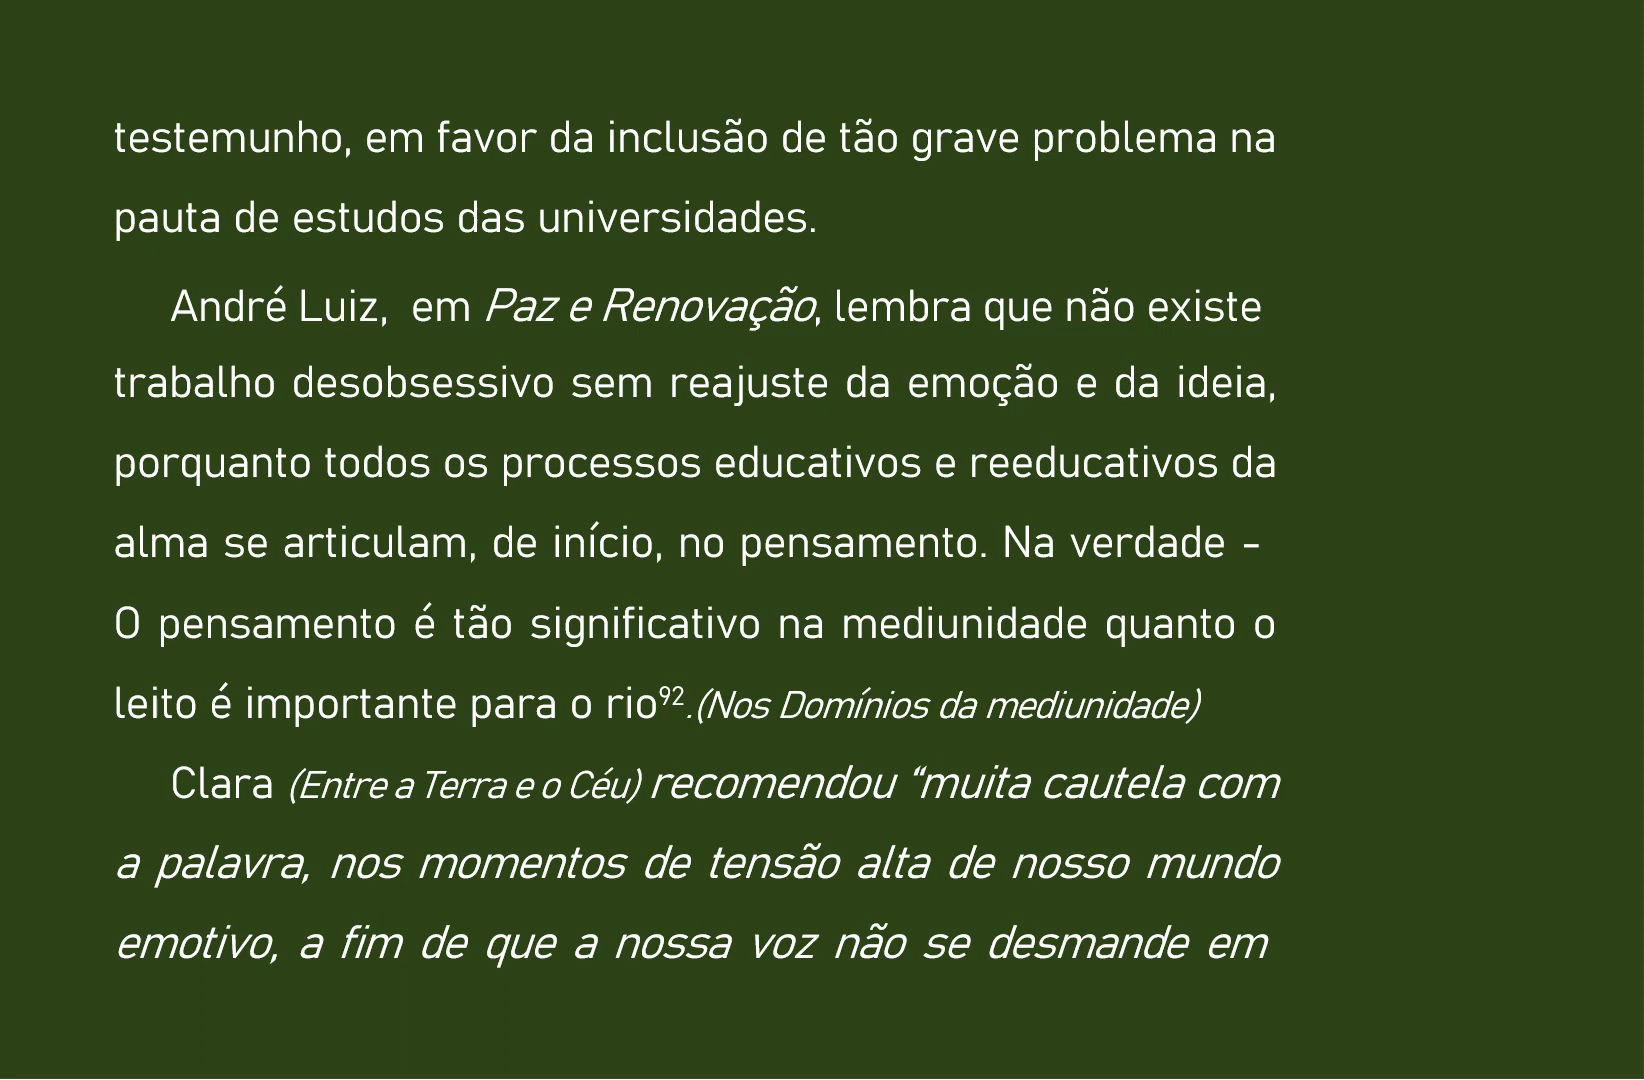 testemunho, em favor da inclusão de tão grave problema na
pauta de estudos das universidades.
André Luiz,  em Paz e Renovação, lembra que não existe
trabalho desobsessivo sem reajuste da emoção e da ideia,
porquanto todos os processos educativos e reeducativos da
alma se articulam, de início, no pensamento. Na verdade -
O pensamento é tão significativo na mediunidade quanto o
leito é importante para o rio⁹².(Nos Domínios da mediunidade)
Clara (Entre a Terra e o Céu) recomendou “muita cautela com
a palavra, nos momentos de tensão alta de nosso mundo
emotivo, a fim de que a nossa voz não se desmande em